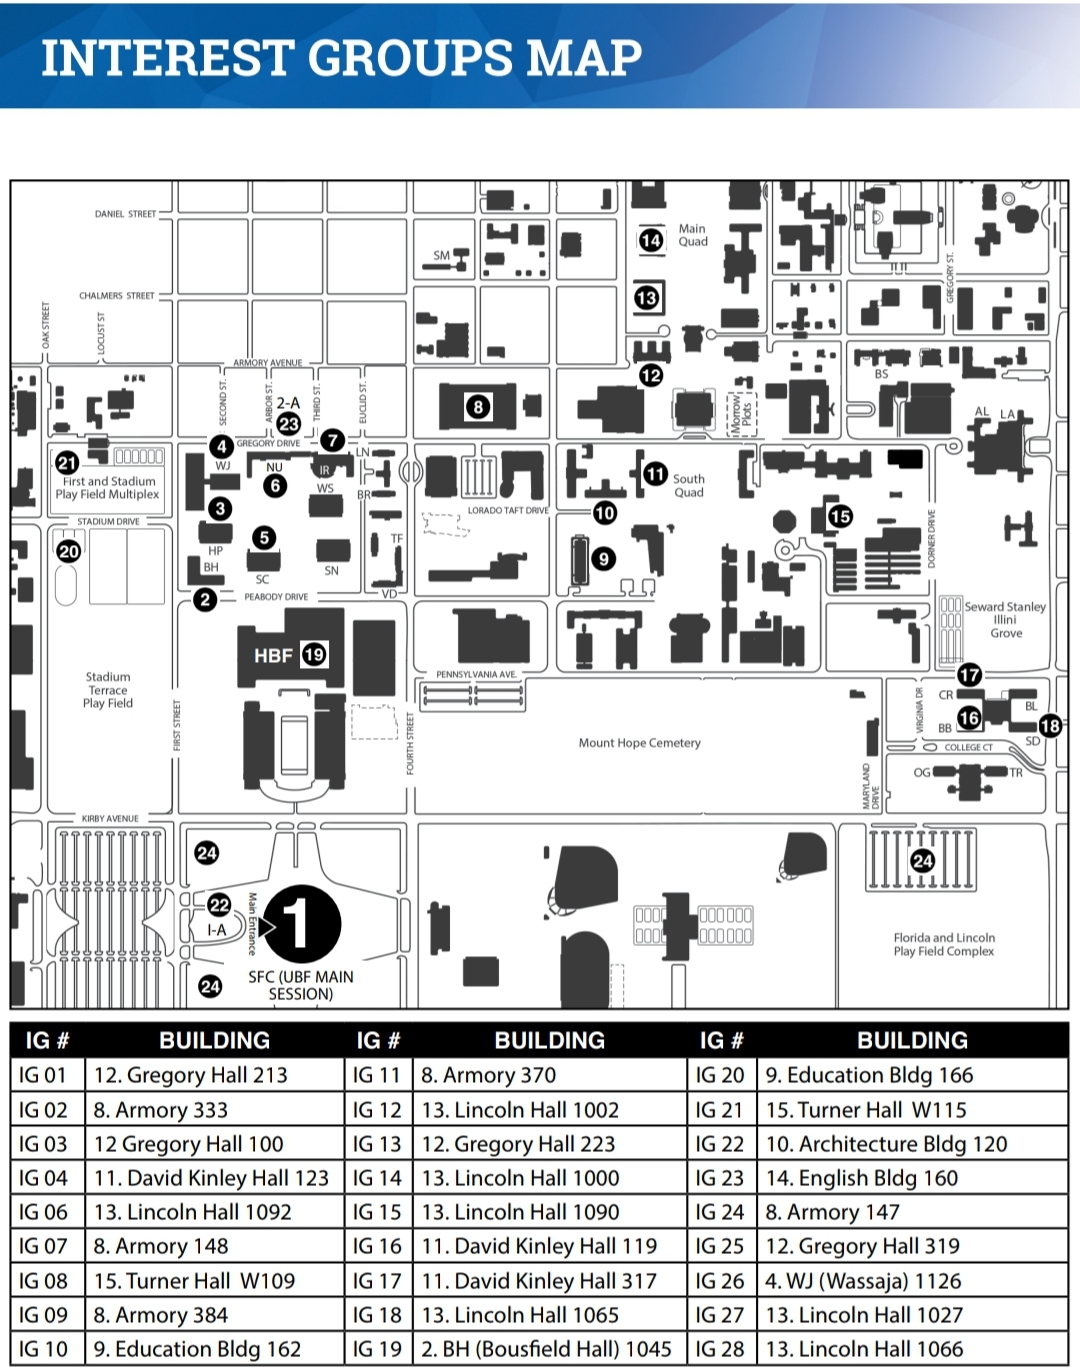 INTEREST GROUPS MAP
DANIEL STREET
Main
Quad
14
SM
GREGORY ST.
CHALMERS STREET
13
OAK STREET
LOCUST ST
ARMORY AVENUE
12
BS
SECOND ST.
ARBOR ST.
THIRD ST.
EUCLID ST.
2-A
23
8
Morrow
Plots
AL LA
4
GREGORY DRIVE
7
21
WJ
NU
IR
LN
11
South
Quad
First and Stadium
Play Field Multiplex
6
WS
BR
3
LORADO TAFT DRIVE
10
15
STADIUM DRIVE
20
HP
5
TF
9
DORNER DRIVE
BH
SC
SN
2
PEABODY DRIVE
VD
Seward Stanley
Illini
Grove
HBF 19
PENNSYLVANIA AVE.
17
Stadium
Terrace
Play Field
FIRST STREET
FOURTH STREET
VIRGINIA DR
CR
BL
16
BB
18
SD
Mount Hope Cemetery
COLLEGE CT
MARYLAND
DRIVE
OG
TR
KIRBY AVENUE
24
24
22
I-A
Main Entrance
1
Florida and Lincoln
Play Field Complex
24
SFC (UBF MAIN
SESSION)
IG # BUILDING IG # BUILDING IG # BUILDING
IG 01 12. Gregory Hall 213 IG 11 8. Armory 370 IG 20 9. Education Bldg 166
IG 02 8. Armory 333 IG 12 13. Lincoln Hall 1002 IG 21 15. Turner Hall W115
IG 03 12 Gregory Hall 100 IG 13 12. Gregory Hall 223 IG 22 10. Architecture Bldg 120
IG 04 11. David Kinley Hall 123 IG 14 13. Lincoln Hall 1000 IG 23 14. English Bldg 160
IG 06 13. Lincoln Hall 1092 IG 15 13. Lincoln Hall 1090 IG 24 8. Armory 147
IG 07 8. Armory 148 IG 16 11. David Kinley Hall 119 IG 25 12. Gregory Hall 319
IG 08 15. Turner Hall W109 IG 17 11. David Kinley Hall 317 IG 26 4. WJ (Wassaja) 1126
IG 09 8. Armory 384 IG 18 13. Lincoln Hall 1065 IG 27 13. Lincoln Hall 1027
IG 10 9. Education Bldg 162 IG 19 2. BH (Bousfield Hall) 1045 IG 28 13. Lincoln Hall 1066